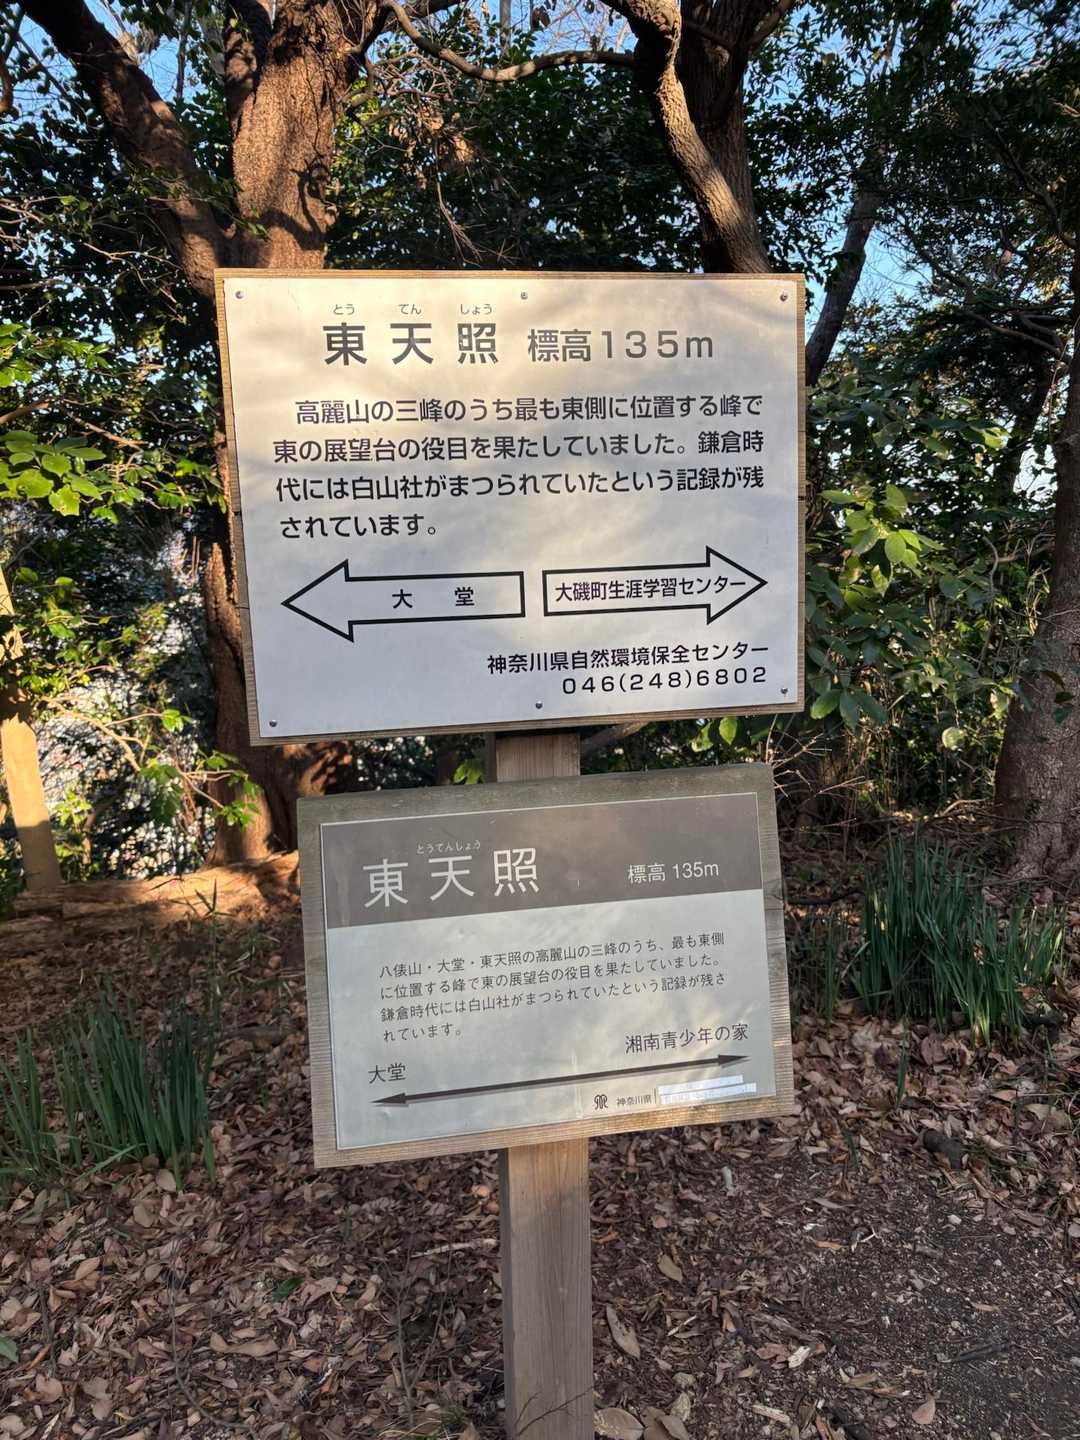 とう てん しょう
東天照 標高135m
高麗山の三峰のうち最も東側に位置する峰で
東の展望台の役目を果たしていました。鎌倉時
代には白山社がまつられていたという記録が残
されています。
大堂 大磯町生涯学習センター
神奈川県自然環境保全センター
046(248)6802
とうてんしょう
東天照 標高 135m
八俵山・大堂・東天照の高麗山の三峰のうち、最も東側
に位置する峰で東の展望台の役目を果たしていました。
鎌倉時代には白山社がまつられていたという記録が残さ
れています。
湘南青少年の家
大堂
神奈川県